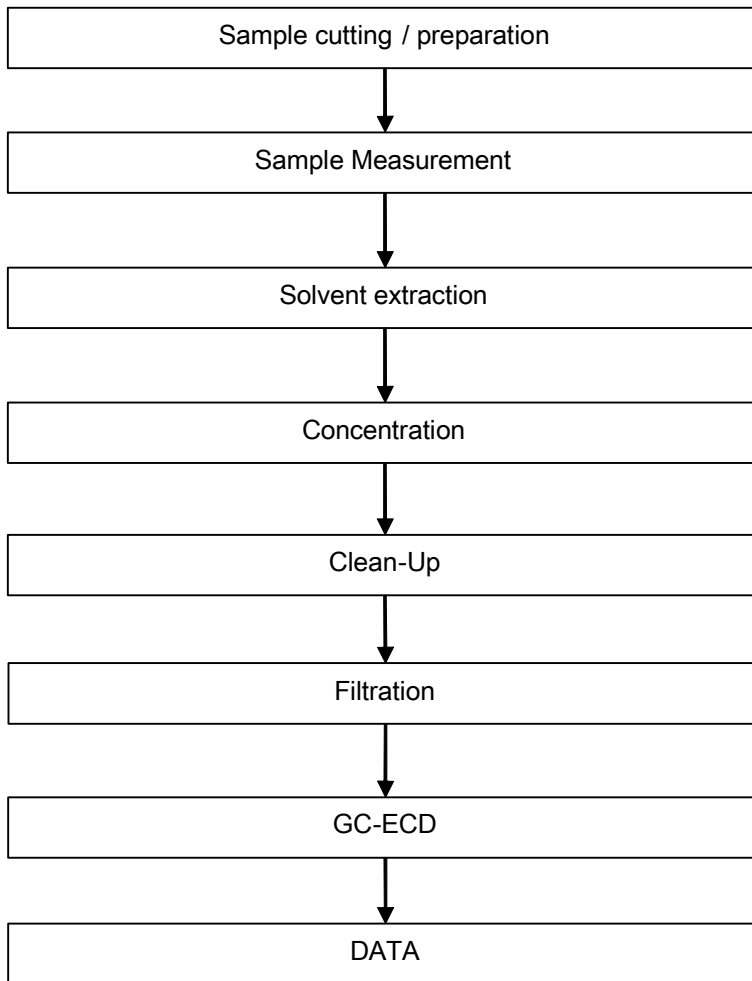 Sample cutting / preparation
Sample Measurement
Solvent extraction
Concentration
Clean-Up
Filtration
GC-ECD
DATA